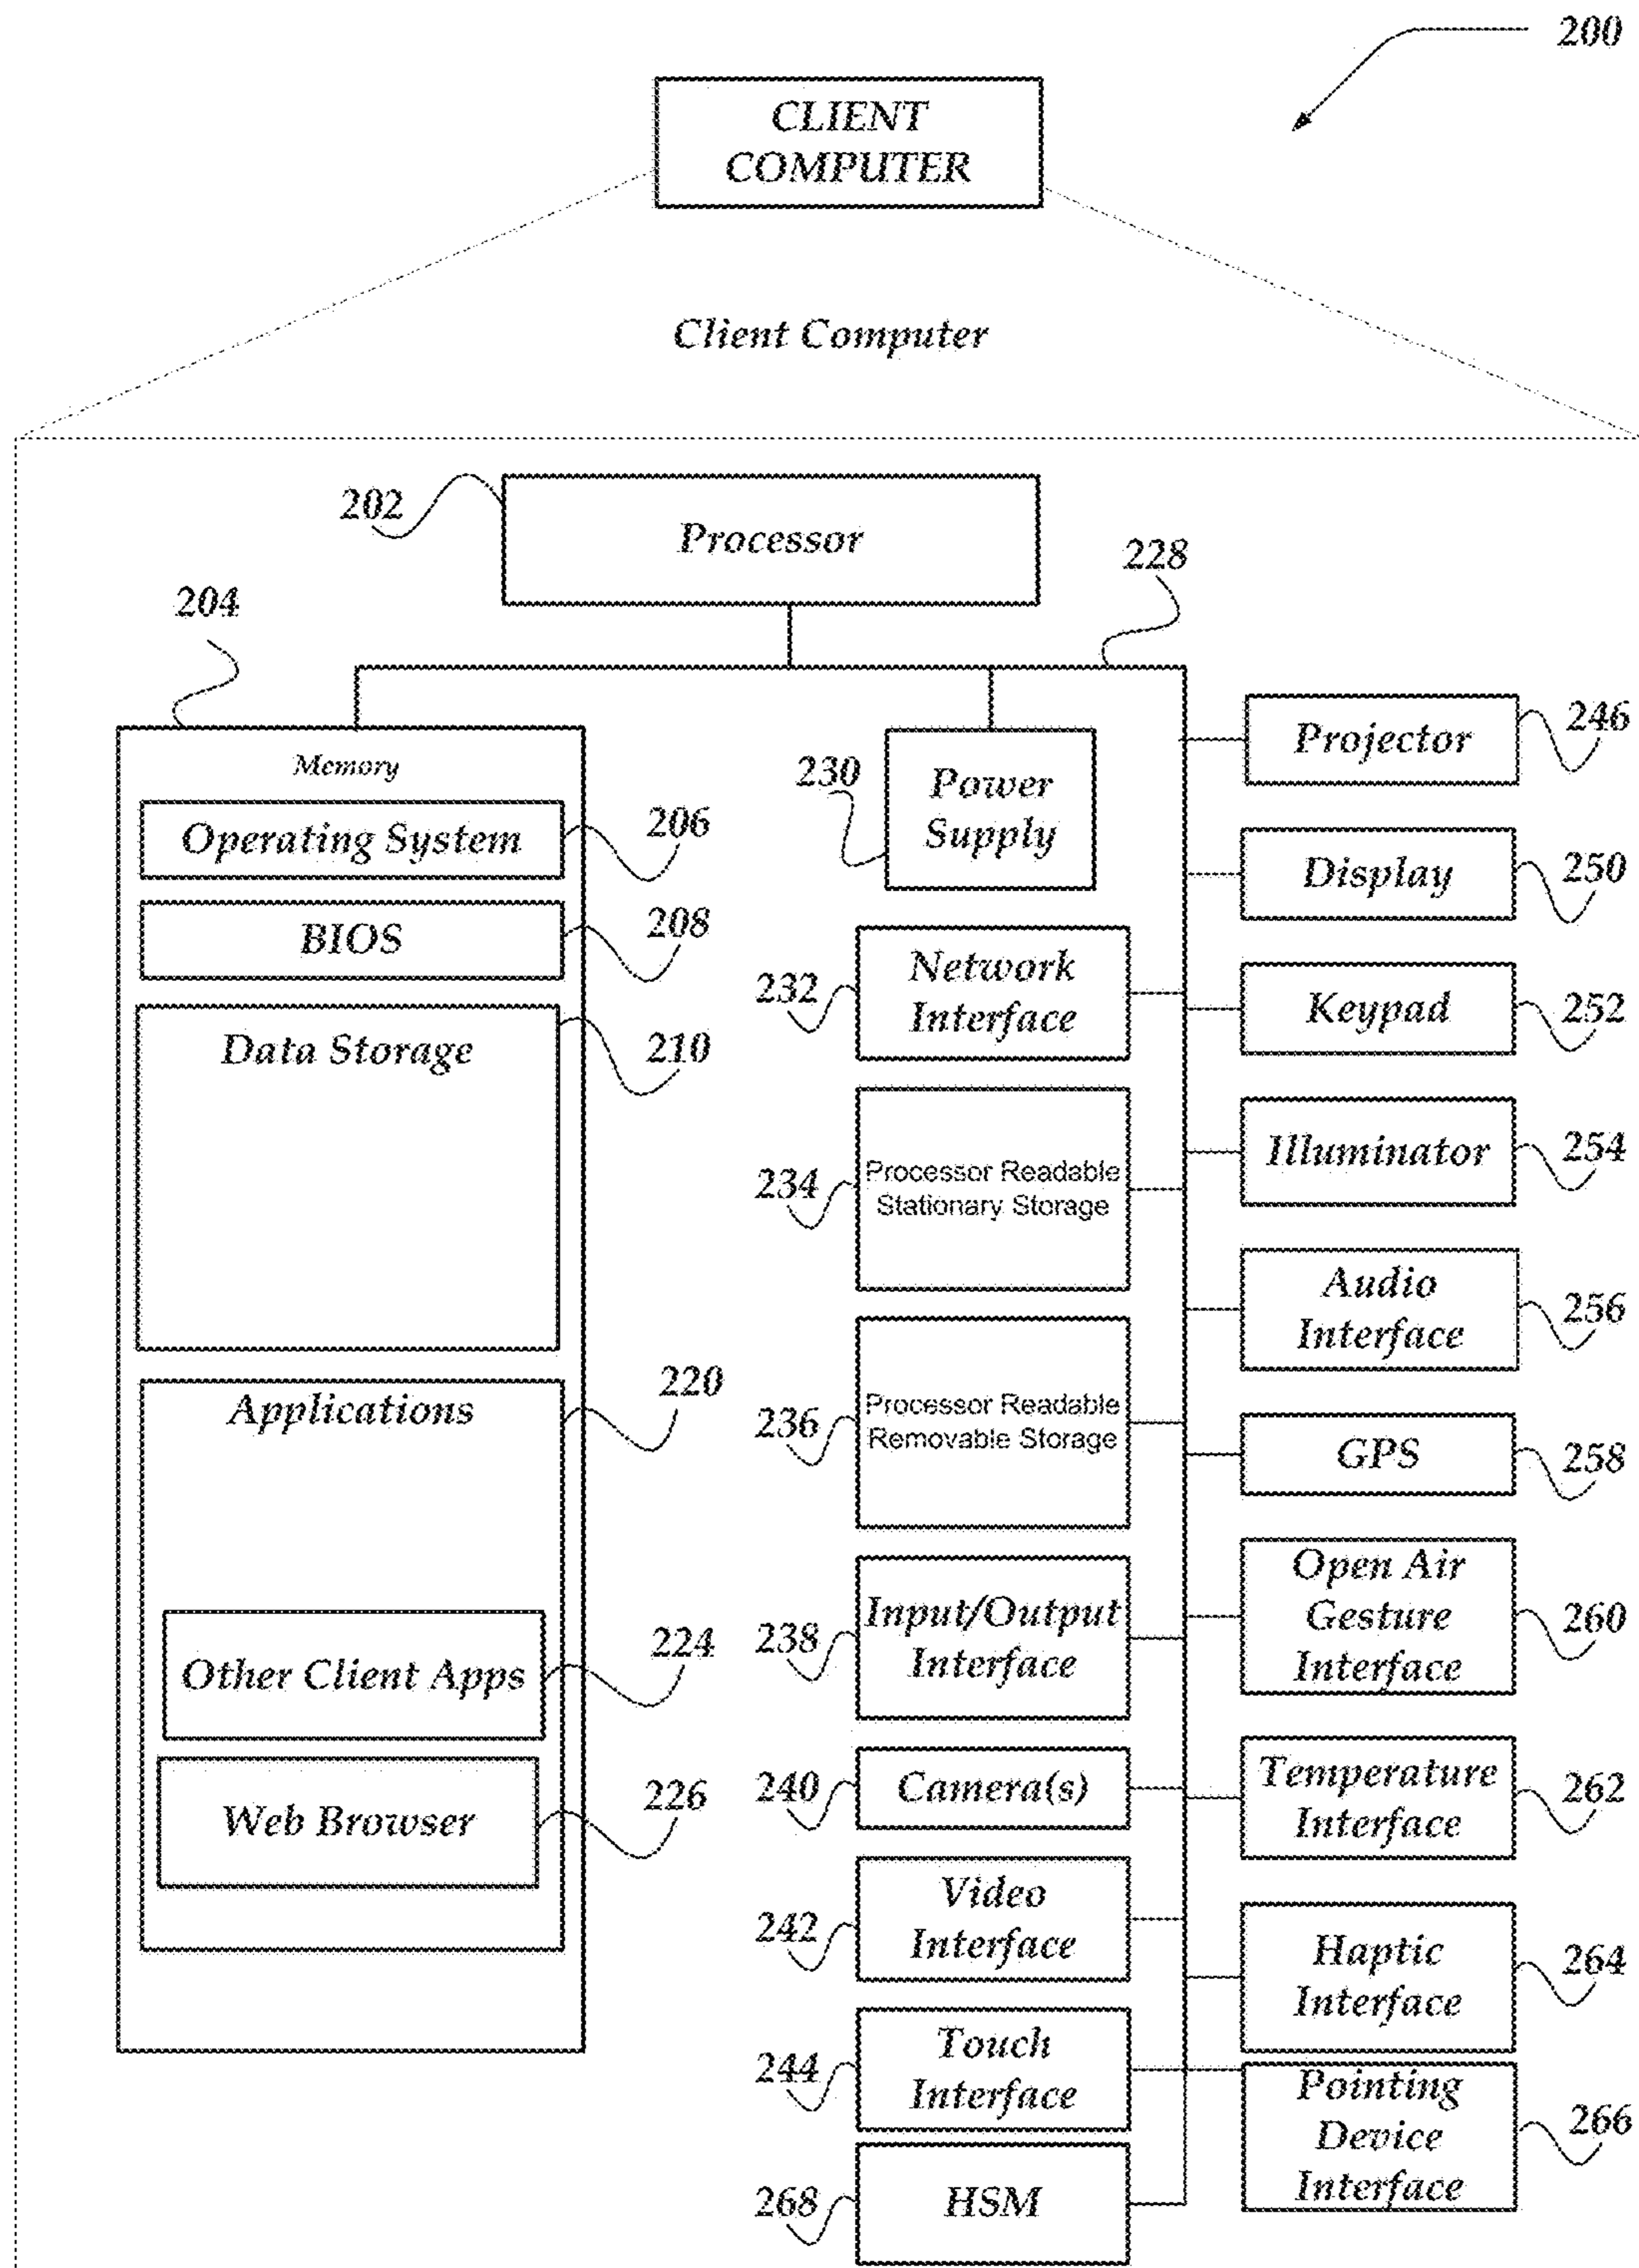 200
CLIENT
COMPUTER
Client Computer
202
Processor
228
204
Memory
Operating System
206
BIOS
208
Data Storage
210
Applications
220
Other Client Apps
224
Web Browser
226
230
Power
Supply
232
Network
Interface
234
Processor Readable
Stationary Storage
236
Processor Readable
Removable Storage
238
Input/Output
Interface
240
Camera(s)
242
Video
Interface
244
Touch
Interface
268
HSM
Projector
246
Display
250
Keypad
252
Illuminator
254
Audio
Interface
256
GPS
258
Open Air
Gesture
Interface
260
Temperature
Interface
262
Haptic
Interface
264
Pointing
Device
Interface
266